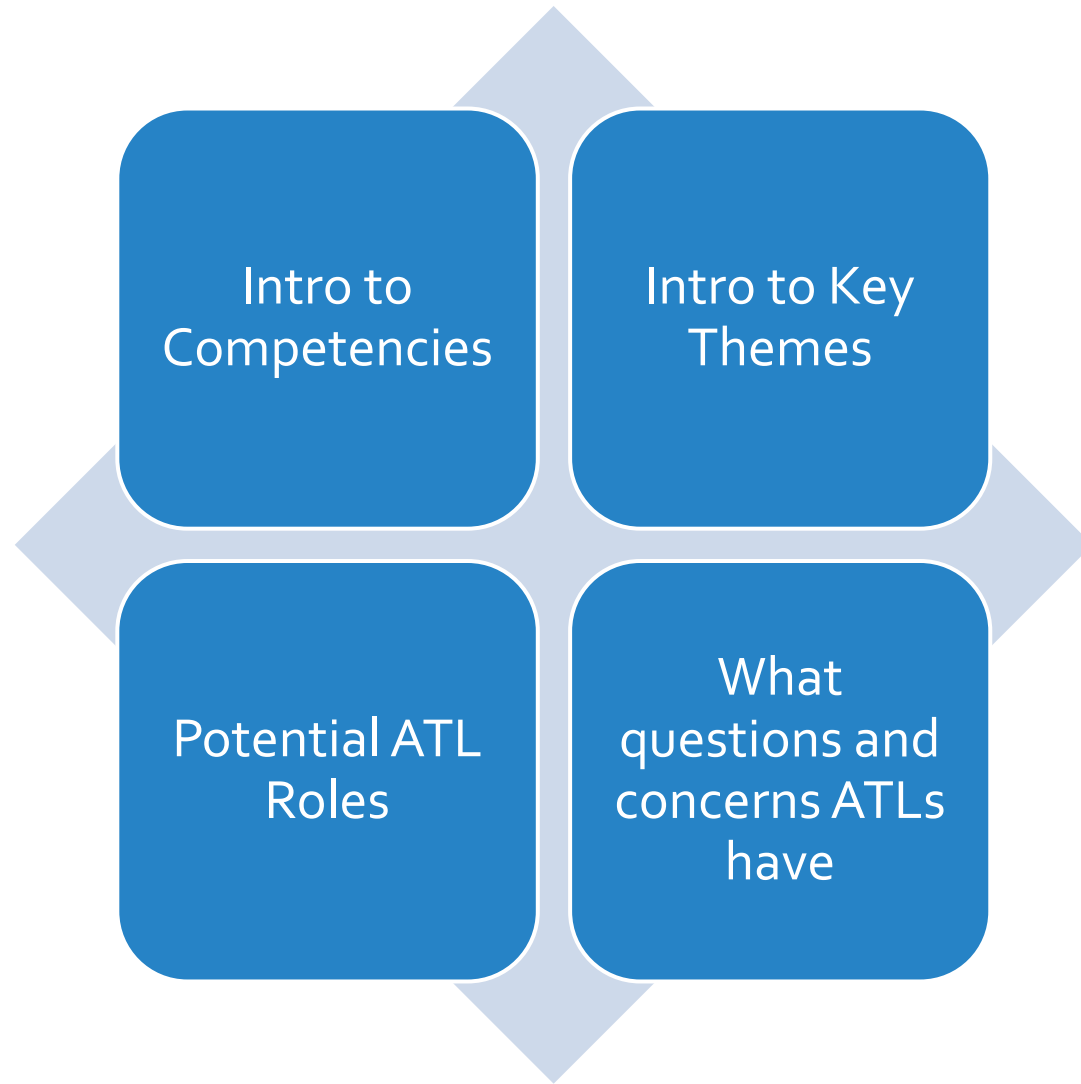 Intro to
Competencies
Intro to Key
Themes
Potential ATL
Roles
What
questions and
concerns ATLs
have